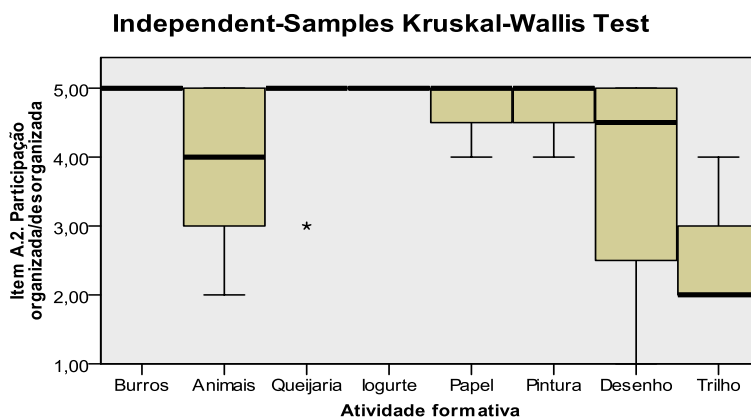 Independent-Samples Kruskal-Wallis Test
Item A.2. Participação
organizada/desorganizada
5,00
4,00
3,00
2,00
1,00
*
Burros Animais Queijaria Iogurte Papel Pintura Desenho Trilho
Atividade formativa